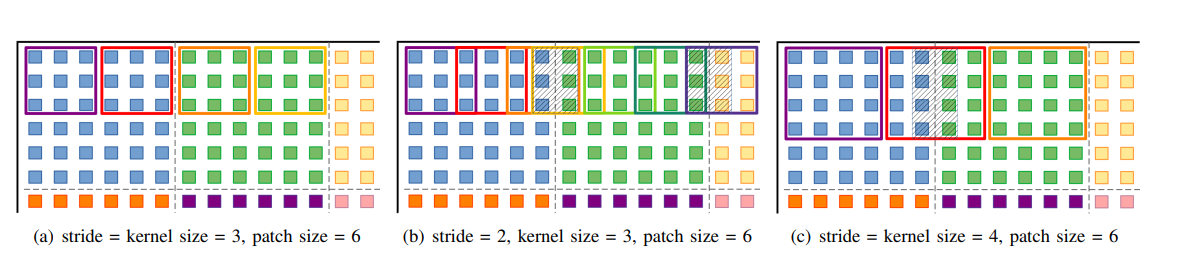 (a) stride = kernel size = 3, patch size = 6
(b) stride = 2, kernel size = 3, patch size = 6
(c) stride = kernel size = 4, patch size = 6